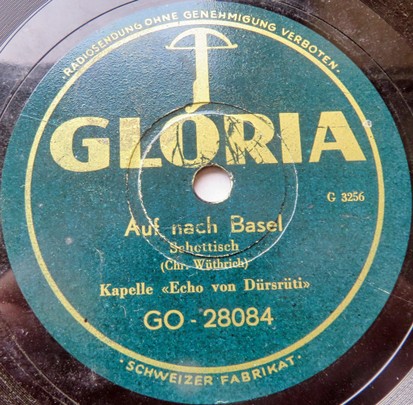 ·RADIOSENDUNG OHNE GENEHMIGUNG VERBOTEN·
GLORIA
G 3256
Auf nach Basel
Schottisch
(Chr. Wüthrich)
Kapelle «Echo von Dürsrüti»
GO - 28084
·SCHWEIZER FABRIKAT·